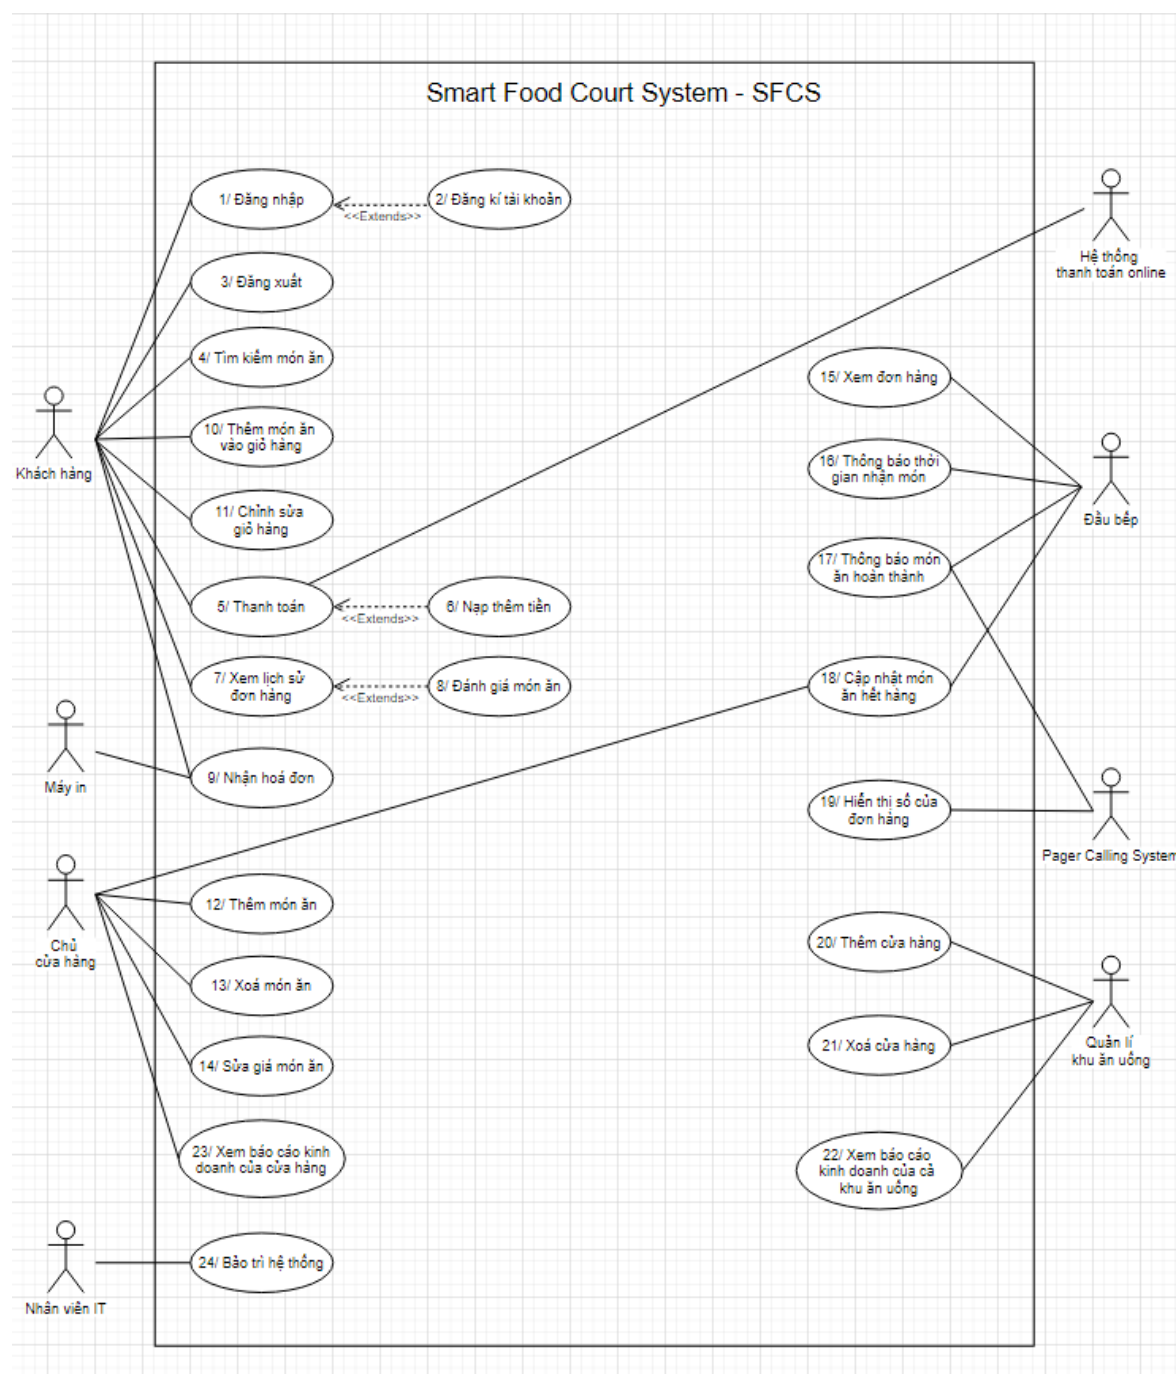 Smart Food Court System - SFCS
1/ Đăng nhập
<<Extends>>
2/ Đăng kí tài khoản
3/ Đăng xuất
4/ Tìm kiếm món ăn
10/ Thêm món ăn
vào giỏ hàng
11/ Chỉnh sửa
giỏ hàng
5/ Thanh toán
<<Extends>>
6/ Nạp thêm tiền
7/ Xem lịch sử
đơn hàng
<<Extends>>
8/ Đánh giá món ăn
9/ Nhận hoá đơn
12/ Thêm món ăn
13/ Xoá món ăn
14/ Sửa giá món ăn
23/ Xem báo cáo kinh
doanh của cửa hàng
24/ Bảo trì hệ thống
Khách hàng
Máy in
Chủ
cửa hàng
Nhân viên IT
15/ Xem đơn hàng
16/ Thông báo thời
gian nhận món
17/ Thông báo món
ăn hoàn thành
18/ Cập nhật món
ăn hết hàng
19/ Hiển thị số của
đơn hàng
20/ Thêm cửa hàng
21/ Xoá cửa hàng
22/ Xem báo cáo
kinh doanh của cả
khu ăn uống
Hệ thống
thanh toán online
Đầu bếp
Pager Calling System
Quản lí
khu ăn uống